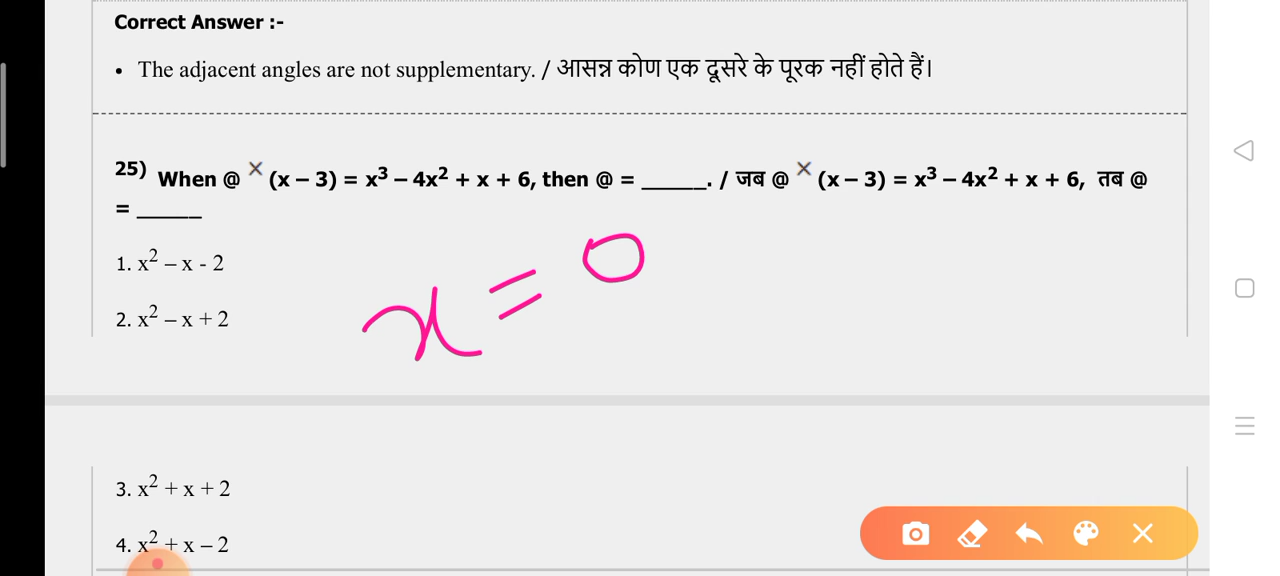 Correct Answer :-
• The adjacent angles are not supplementary. / आसन्न कोण एक दूसरे के पूरक नहीं होते हैं।
25) When @ × (x – 3) = x³ – 4x² + x + 6, then @ = _____. / जब @ × (x – 3) = x³ – 4x² + x + 6, तब @
= _____
1. x² – x - 2
2. x² – x + 2
x = 0
3. x² + x + 2
4. x² + x – 2